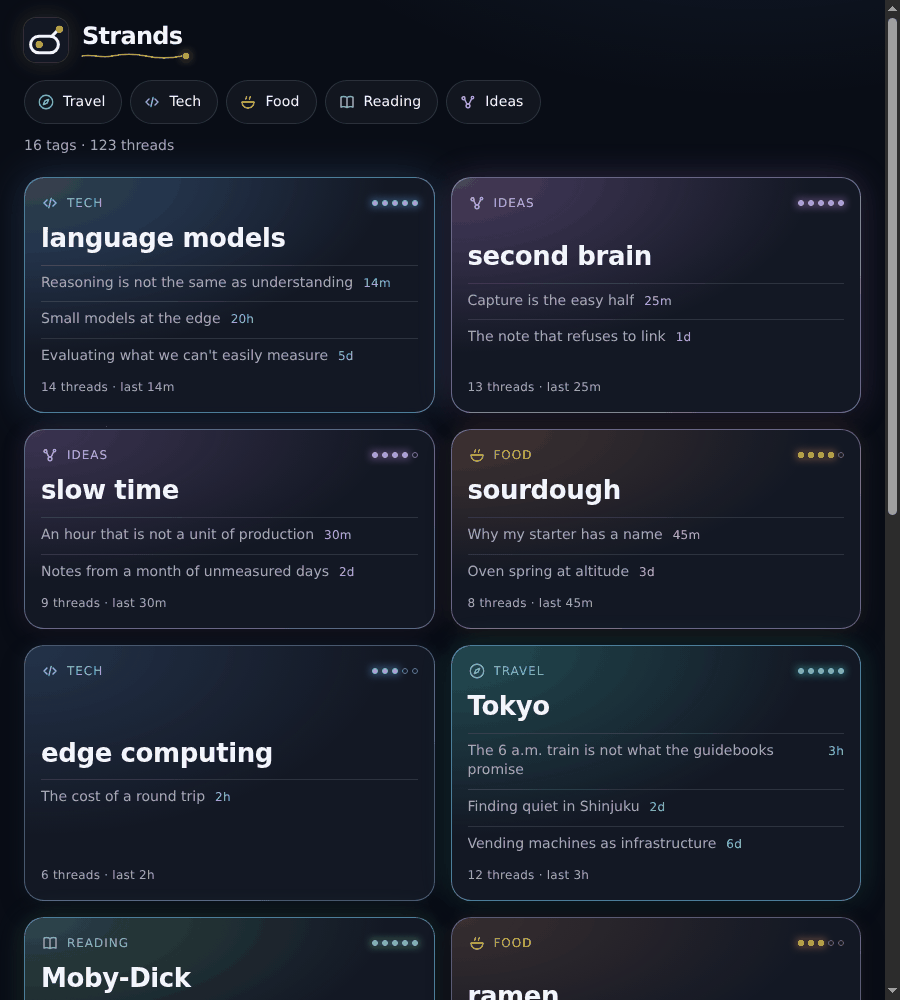 Strands
Travel
Tech
Food
Reading
Ideas
16 tags · 123 threads
TECH
language models
Reasoning is not the same as understanding 14m
Small models at the edge 20h
Evaluating what we can't easily measure 5d
14 threads · last 14m
IDEAS
second brain
Capture is the easy half 25m
The note that refuses to link 1d
13 threads · last 25m
IDEAS
slow time
An hour that is not a unit of production 30m
Notes from a month of unmeasured days 2d
9 threads · last 30m
FOOD
sourdough
Why my starter has a name 45m
Oven spring at altitude 3d
8 threads · last 45m
TECH
edge computing
The cost of a round trip 2h
6 threads · last 2h
TRAVEL
Tokyo
The 6 a.m. train is not what the guidebooks 3h
promise
Finding quiet in Shinjuku 2d
Vending machines as infrastructure 6d
12 threads · last 3h
READING
Moby-Dick
FOOD
ramen